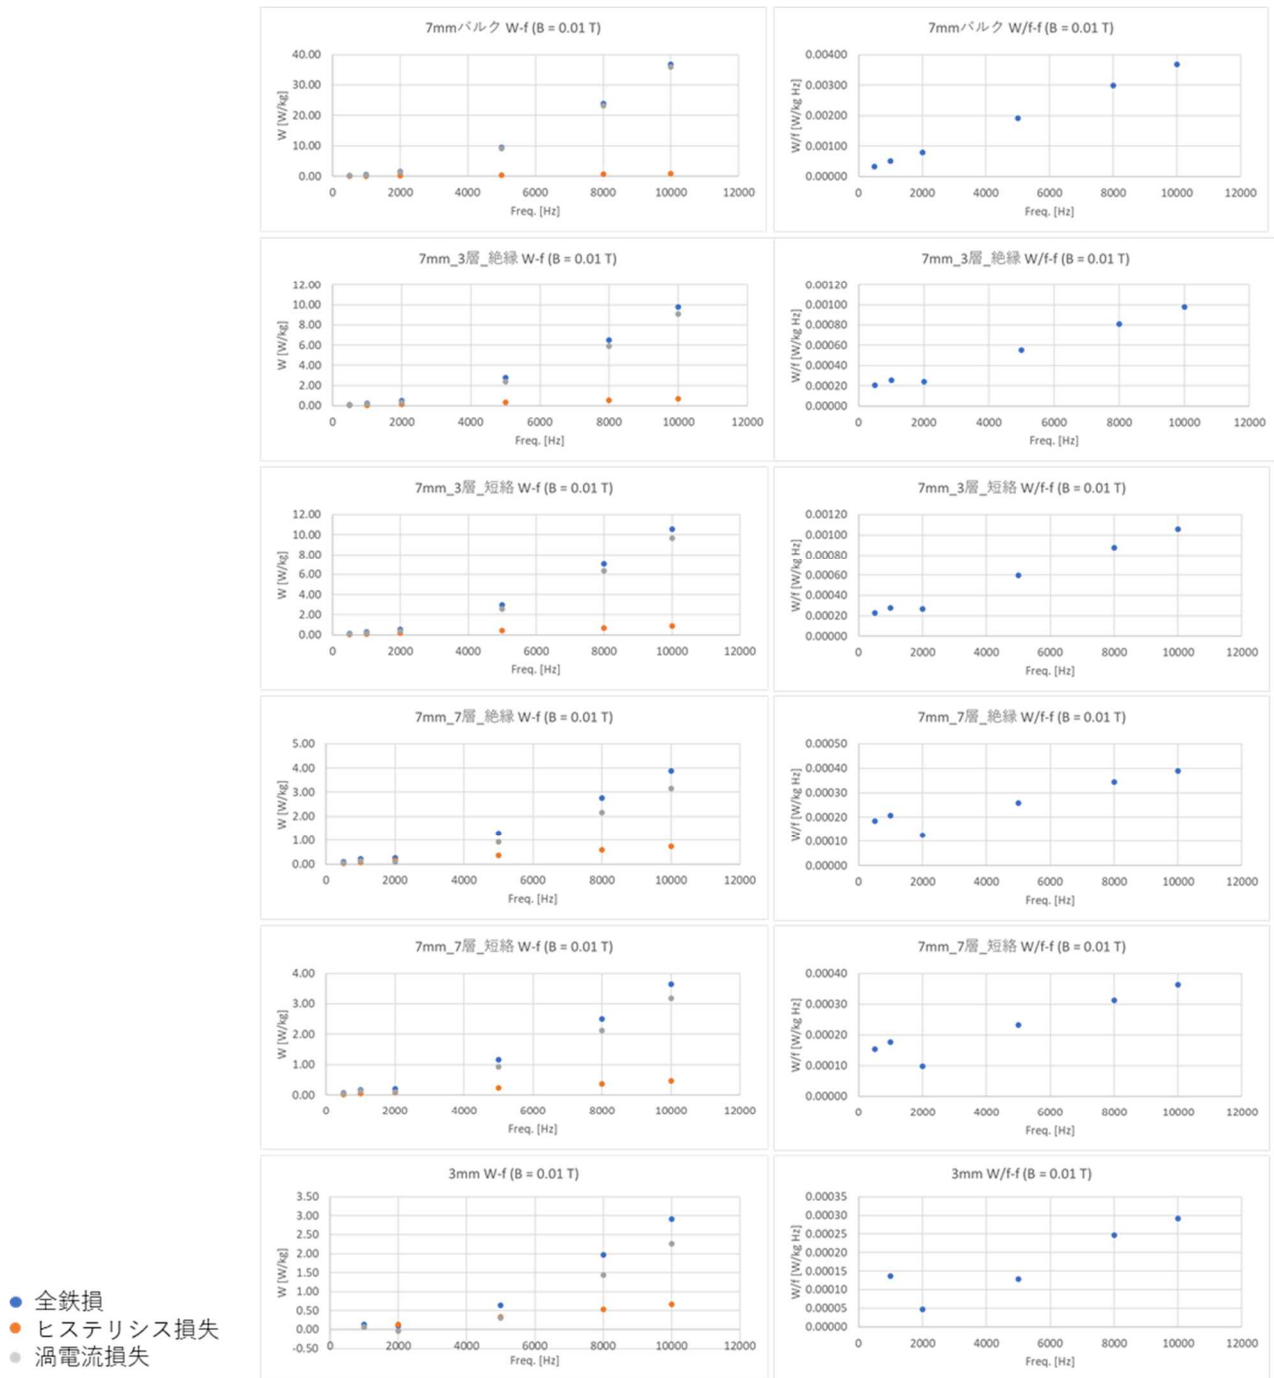 7mmバルク W-f (B = 0.01 T)
W [W/kg]
40.00
30.00
20.00
10.00
0.00
0 2000 4000 6000 8000 10000 12000
Freq. [Hz]
7mmバルク W/f-f (B = 0.01 T)
W/f [W/kg Hz]
0.00400
0.00300
0.00200
0.00100
0.00000
0 2000 4000 6000 8000 10000 12000
Freq. [Hz]
7mm_3層_絶縁 W-f (B = 0.01 T)
W [W/kg]
12.00
10.00
8.00
6.00
4.00
2.00
0.00
0 2000 4000 6000 8000 10000 12000
Freq. [Hz]
7mm_3層_絶縁 W/f-f (B = 0.01 T)
W/f [W/kg Hz]
0.00120
0.00100
0.00080
0.00060
0.00040
0.00020
0.00000
0 2000 4000 6000 8000 10000 12000
Freq. [Hz]
7mm_3層_短絡 W-f (B = 0.01 T)
W [W/kg]
12.00
10.00
8.00
6.00
4.00
2.00
0.00
0 2000 4000 6000 8000 10000 12000
Freq. [Hz]
7mm_3層_短絡 W/f-f (B = 0.01 T)
W/f [W/kg Hz]
0.00120
0.00100
0.00080
0.00060
0.00040
0.00020
0.00000
0 2000 4000 6000 8000 10000 12000
Freq. [Hz]
7mm_7層_絶縁 W-f (B = 0.01 T)
W [W/kg]
5.00
4.00
3.00
2.00
1.00
0.00
0 2000 4000 6000 8000 10000 12000
Freq. [Hz]
7mm_7層_絶縁 W/f-f (B = 0.01 T)
W/f [W/kg Hz]
0.00050
0.00040
0.00030
0.00020
0.00010
0.00000
0 2000 4000 6000 8000 10000 12000
Freq. [Hz]
7mm_7層_短絡 W-f (B = 0.01 T)
W [W/kg]
4.00
3.00
2.00
1.00
0.00
0 2000 4000 6000 8000 10000 12000
Freq. [Hz]
7mm_7層_短絡 W/f-f (B = 0.01 T)
W/f [W/kg Hz]
0.00040
0.00030
0.00020
0.00010
0.00000
0 2000 4000 6000 8000 10000 12000
Freq. [Hz]
3mm W-f (B = 0.01 T)
W [W/kg]
3.50
3.00
2.50
2.00
1.50
1.00
0.50
0.00
-0.50
0 2000 4000 6000 8000 10000 12000
Freq. [Hz]
3mm W/f-f (B = 0.01 T)
W/f [W/kg Hz]
0.00035
0.00030
0.00025
0.00020
0.00015
0.00010
0.00005
0.00000
0 2000 4000 6000 8000 10000 12000
Freq. [Hz]
全鉄損
ヒステリシス損失
渦電流損失